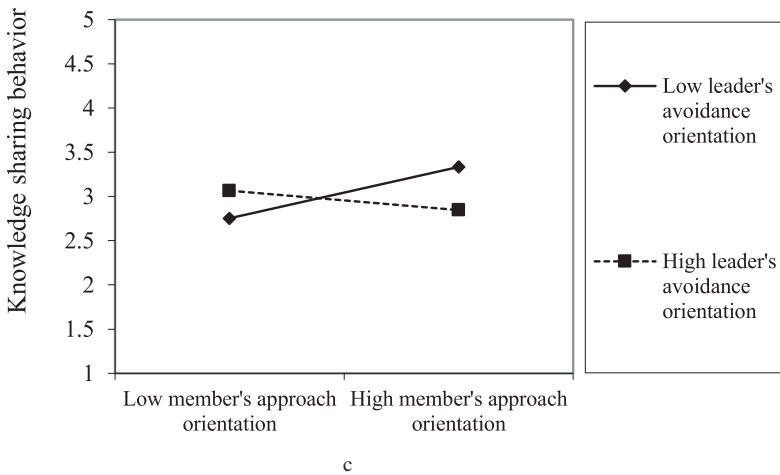 Knowledge sharing behavior
5
4.5
4
3.5
3
2.5
2
1.5
1
Low member's approach
orientation
High member's approach
orientation
Low leader's
avoidance
orientation
High leader's
avoidance
orientation
c